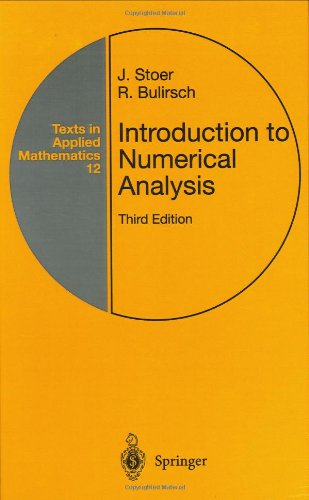 J. Stoer
R. Bulirsch
Texts in
Applied
Mathematics
12
Introduction to
Numerical
Analysis
Third Edition
Springer